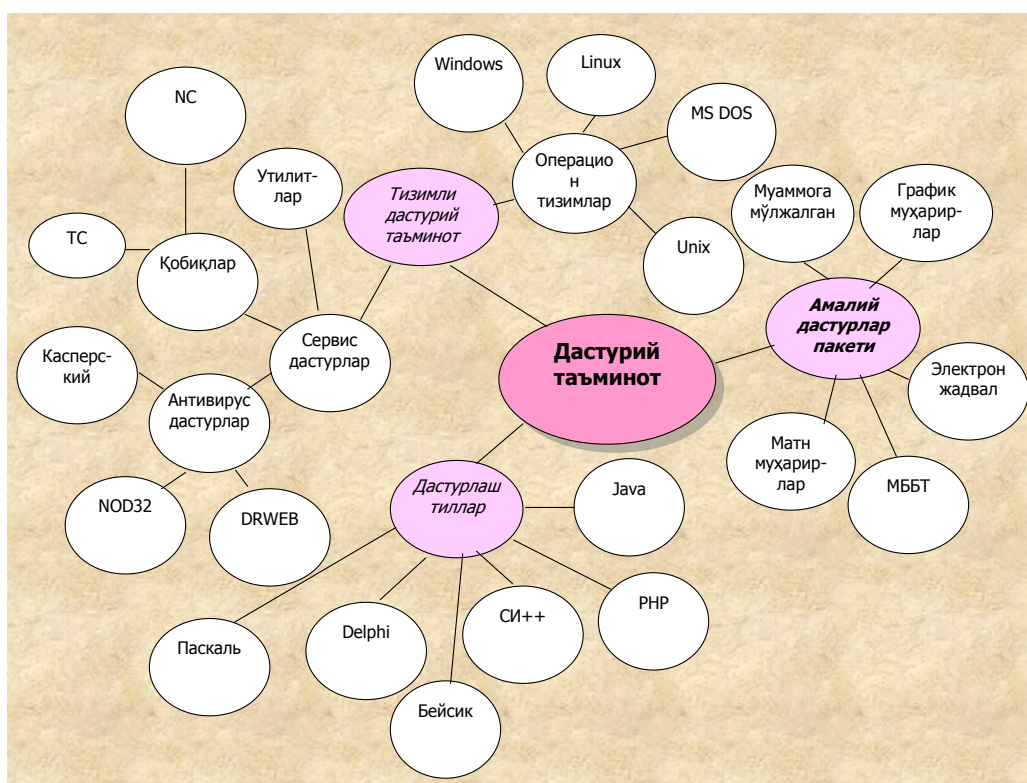 NC
Windows
Linux
MS DOS
Утилит-
лар
Тизимли
дастурий
таъминот
Операцио
н
тизимлар
Муаммога
мўлжалган
График
муҳарир-
лар
TC
Қобиқлар
Unix
Амалий
дастурлар
пакети
Касперс-
кий
Сервис
дастурлар
Дастурий
таъминот
Электрон
жадвал
Антивирус
дастурлар
Матн
муҳарир-
лар
МББТ
NOD32
DRWEB
Дастурлаш
тиллар
Java
Паскаль
Delphi
СИ++
PHP
Бейсик